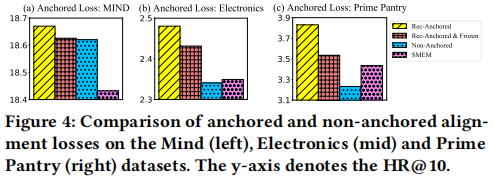 (a) Anchored Loss: MIND
(b) Anchored Loss: Electronics
(c) Anchored Loss: Prime Pantry
18.7
18.6
18.5
18.4
2.5
2.4
2.3
3.9
3.7
3.5
3.3
3.1
Rec-Anchored
Rec-Anchored & Frozen
Non-Anchored
SMEM
Figure 4: Comparison of anchored and non-anchored align-
ment losses on the Mind (left), Electronics (mid) and Prime
Pantry (right) datasets. The y-axis denotes the HR@10.